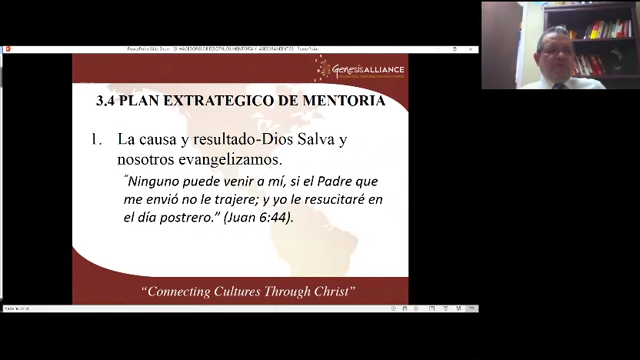 GenesisALLIANCE
3.4 PLAN EXTRATEGICO DE MENTORIA
1. La causa y resultado-Dios Salva y
nosotros evangelizamos.
"Ninguno puede venir a mí, si el Padre que
me envió no le trajere; y yo le resucitaré en
el día postrero." (Juan 6:44).
"Connecting Cultures Through Christ"